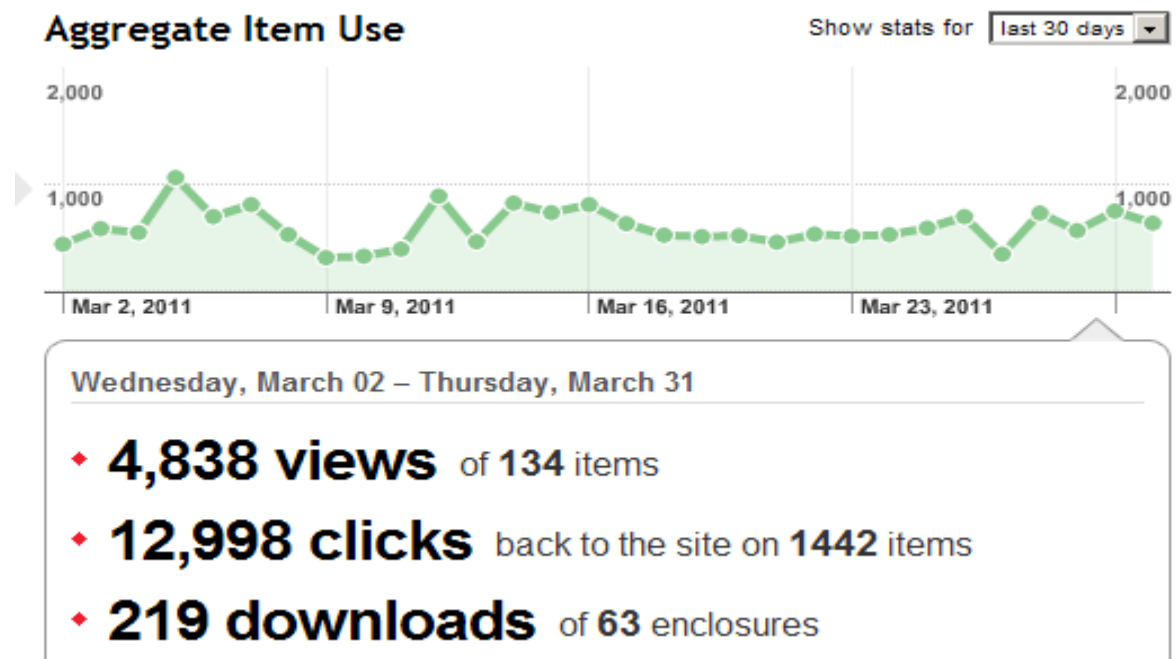 Aggregate Item Use
Show stats for last 30 days
2,000 2,000
1,000 1,000
Mar 2, 2011 Mar 9, 2011 Mar 16, 2011 Mar 23, 2011
Wednesday, March 02 – Thursday, March 31
4,838 views of 134 items
12,998 clicks back to the site on 1442 items
219 downloads of 63 enclosures